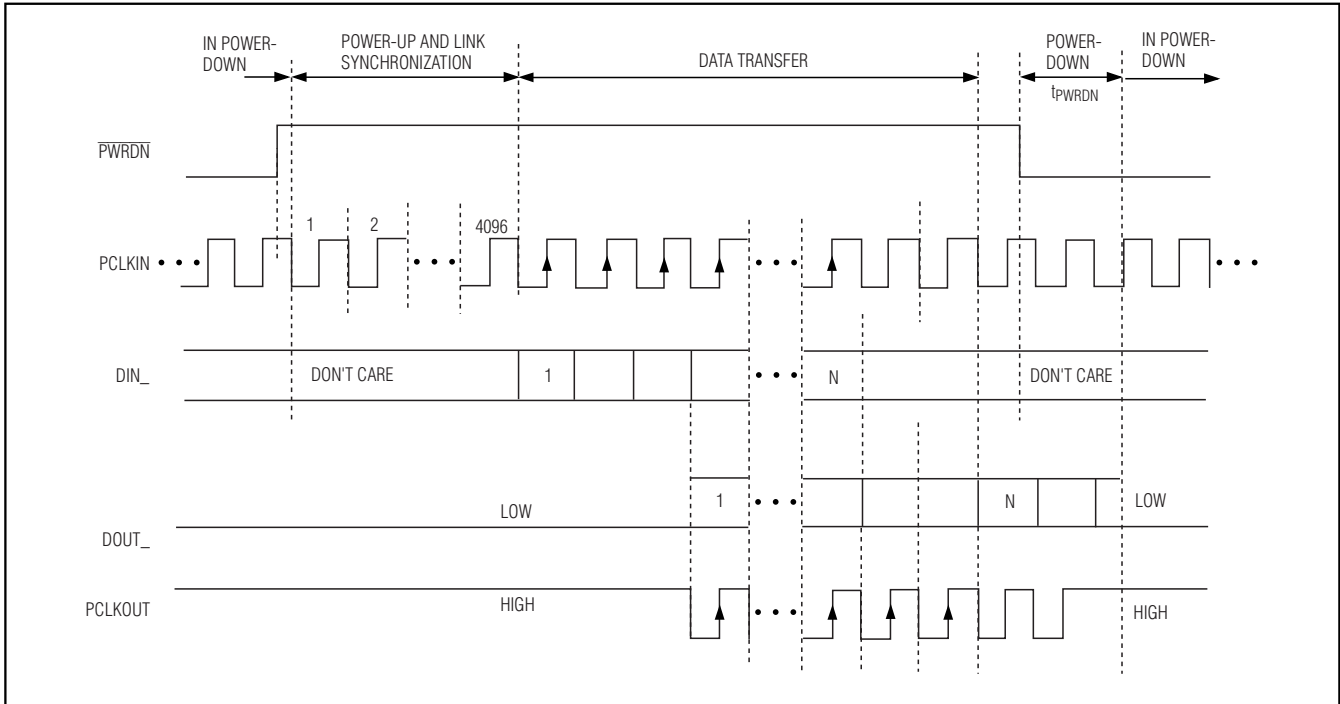 IN POWER-
DOWN
POWER-UP AND LINK
SYNCHRONIZATION
DATA TRANSFER
POWER-
DOWN
tPWRDN
IN POWER-
DOWN
PWRDN
1 2 4096
PCLKIN
DIN_ DON'T CARE 1 N DON'T CARE
1 N
LOW LOW
DOUT_
PCLKOUT HIGH HIGH